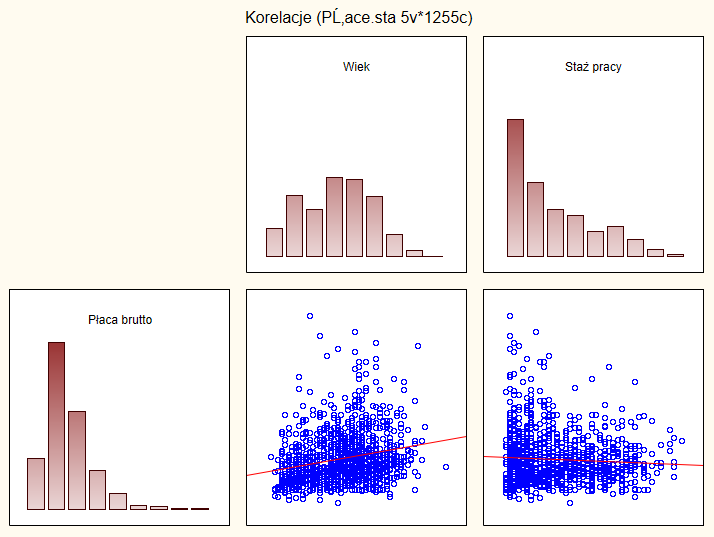 Korelacje (PĹ‚ace.sta 5v*1255c)
Wiek
Staż pracy
Płaca brutto